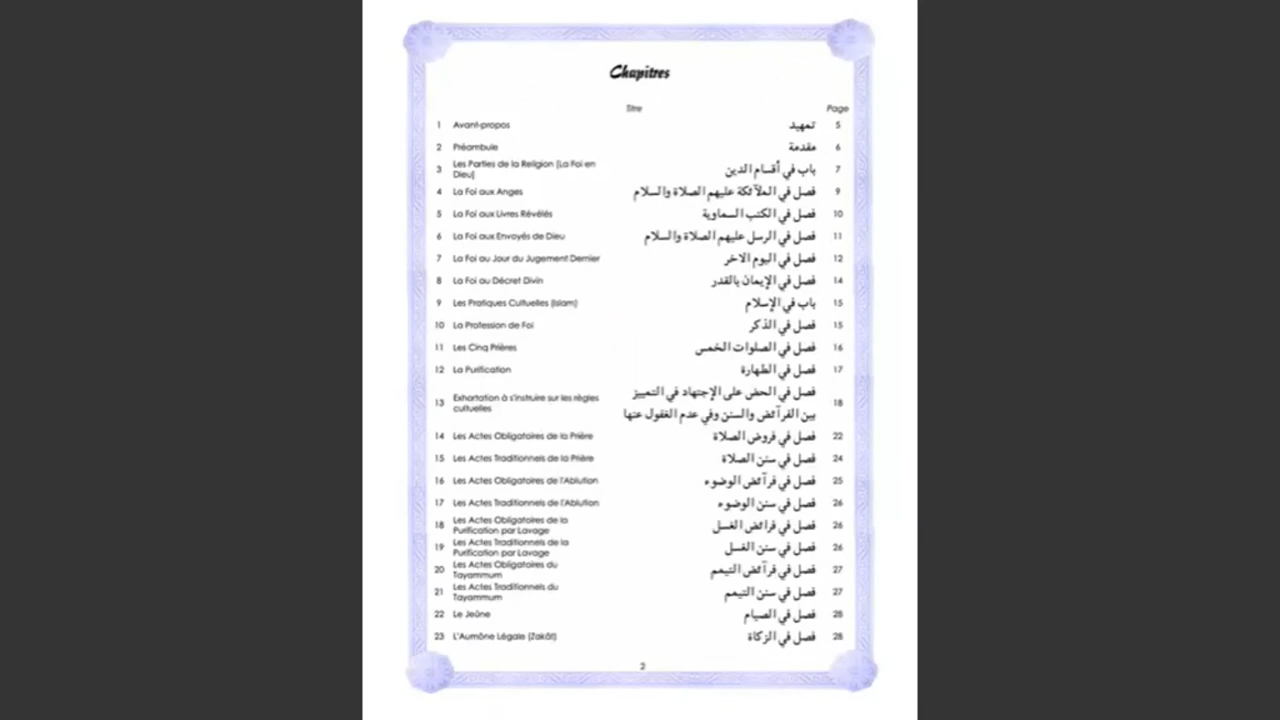 Chapitres
Titre Page
1 Avant-propos تمهيد 5
2 Préambule مقدمة 6
3 Les Parties de la Religion (La Foi en Dieu) باب في أقسام الدين 7
4 La Foi aux Anges فصل في الملآئكة عليهم الصلاة والسلام 9
5 La Foi aux Livres Révélés فصل في الكتب السماوية 10
6 La Foi aux Envoyés de Dieu فصل في الرسل عليهم الصلاة والسلام 11
7 La Foi au Jour du Jugement Dernier فصل في اليوم الاخر 12
8 La Foi au Décret Divin فصل في الإيمان بالقدر 14
9 Les Pratiques Cultuelles (Islam) باب في الإسلام 15
10 La Profession de Foi فصل في الذكر 15
11 Les Cinq Prières فصل في الصلوات الخمس 16
12 La Purification فصل في الطهارة 17
13 Exhortation à s'instruire sur les règles cultuelles فصل في الحض على الإجتهاد في التمييز
بين الفرآئض والسنن وفي عدم الغفول عنها 18
14 Les Actes Obligatoires de la Prière فصل في فروض الصلاة 22
15 Les Actes Traditionnels de la Prière فصل في سنن الصلاة 24
16 Les Actes Obligatoires de l'Ablution فصل في فرآئض الوضوء 25
17 Les Actes Traditionnels de l'Ablution فصل في سنن الوضوء 26
18 Les Actes Obligatoires de la Purification par Lavage فصل في فرائض الغسل 26
19 Les Actes Traditionnels de la Purification par Lavage فصل في سنن الغسل 26
20 Les Actes Obligatoires du Tayammum فصل في فرآئض التيمم 27
21 Les Actes Traditionnels du Tayammum فصل في سنن التيمم 27
22 Le Jeûne فصل في الصيام 28
23 L'Aumône Légale (Zakât) فصل في الزكاة 28
2